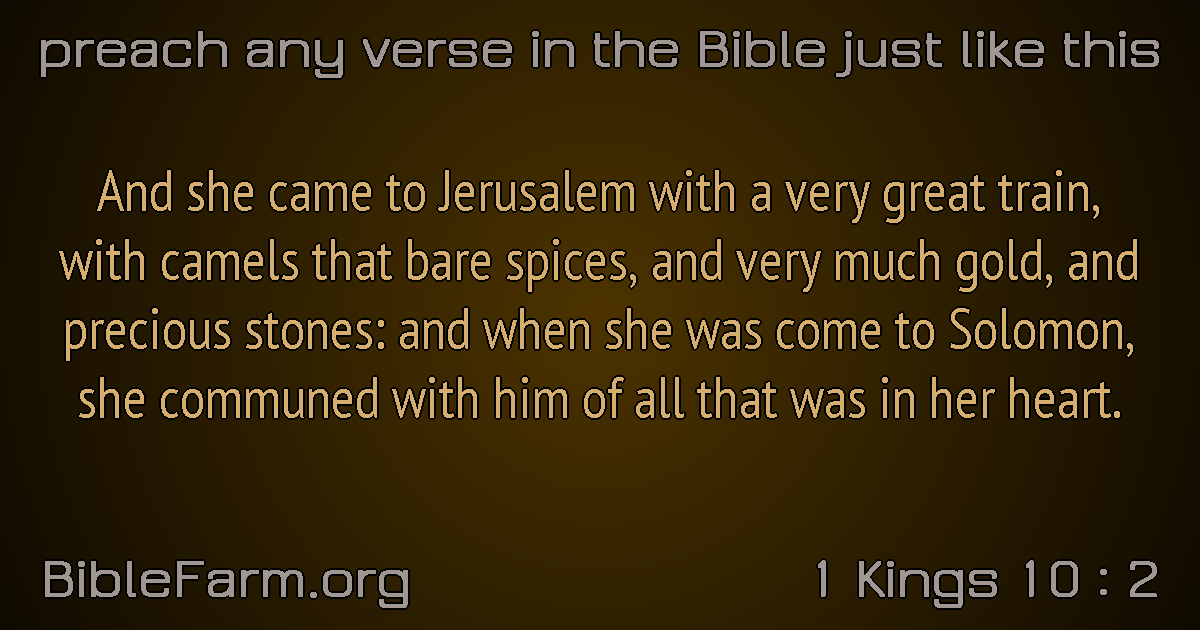 preach any verse in the Bible just like this
And she came to Jerusalem with a very great train,
with camels that bare spices, and very much gold, and
precious stones: and when she was come to Solomon,
she communed with him of all that was in her heart.
BibleFarm.org
1 Kings 10 : 2